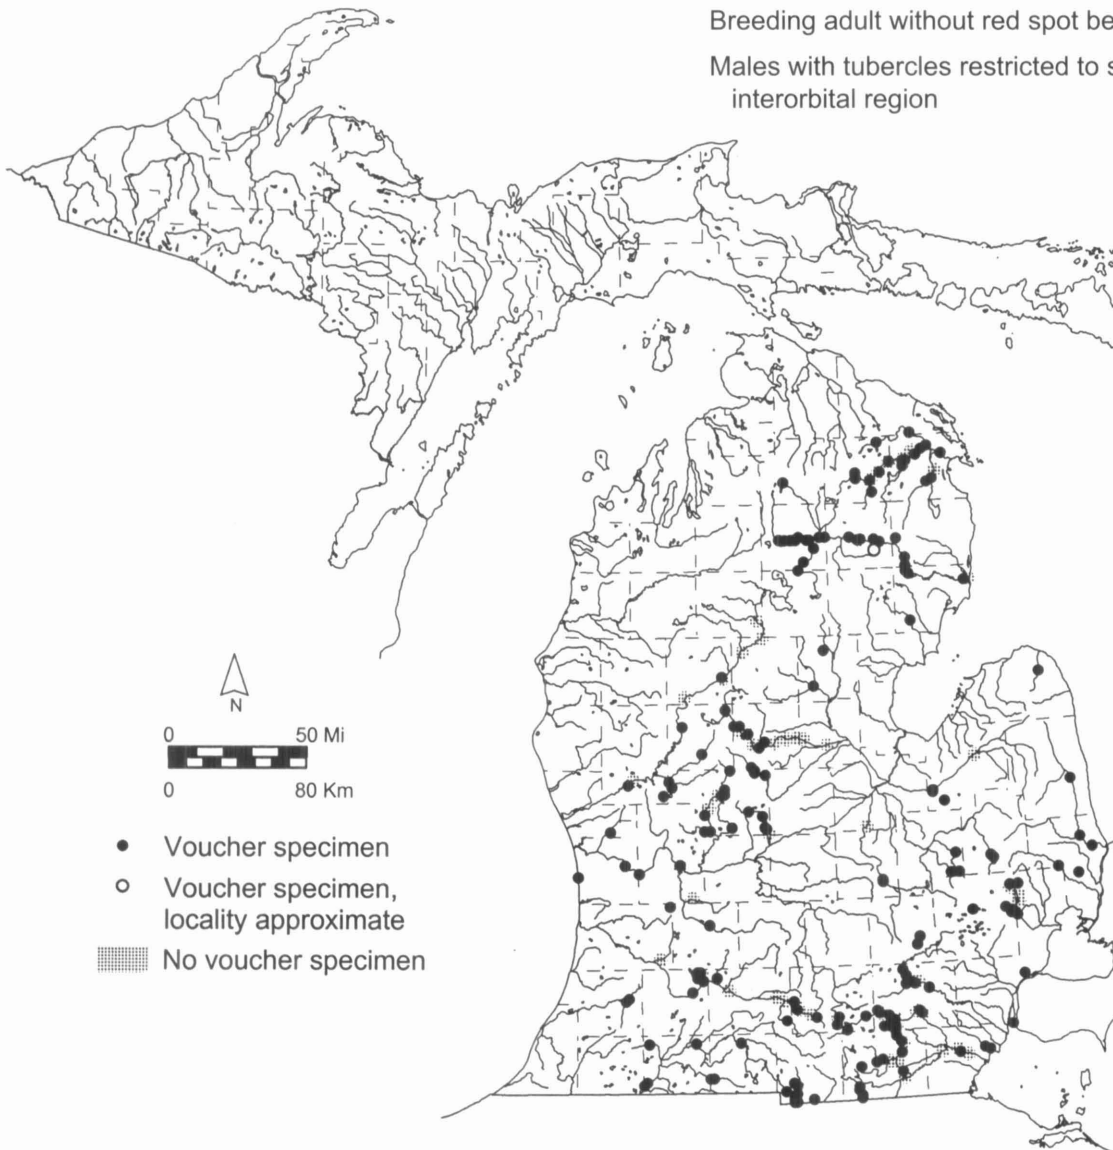 Breeding adult without red spot be
Males with tubercles restricted to s
interorbital region
N
0 50 Mi
0 80 Km
Voucher specimen
Voucher specimen,
locality approximate
No voucher specimen